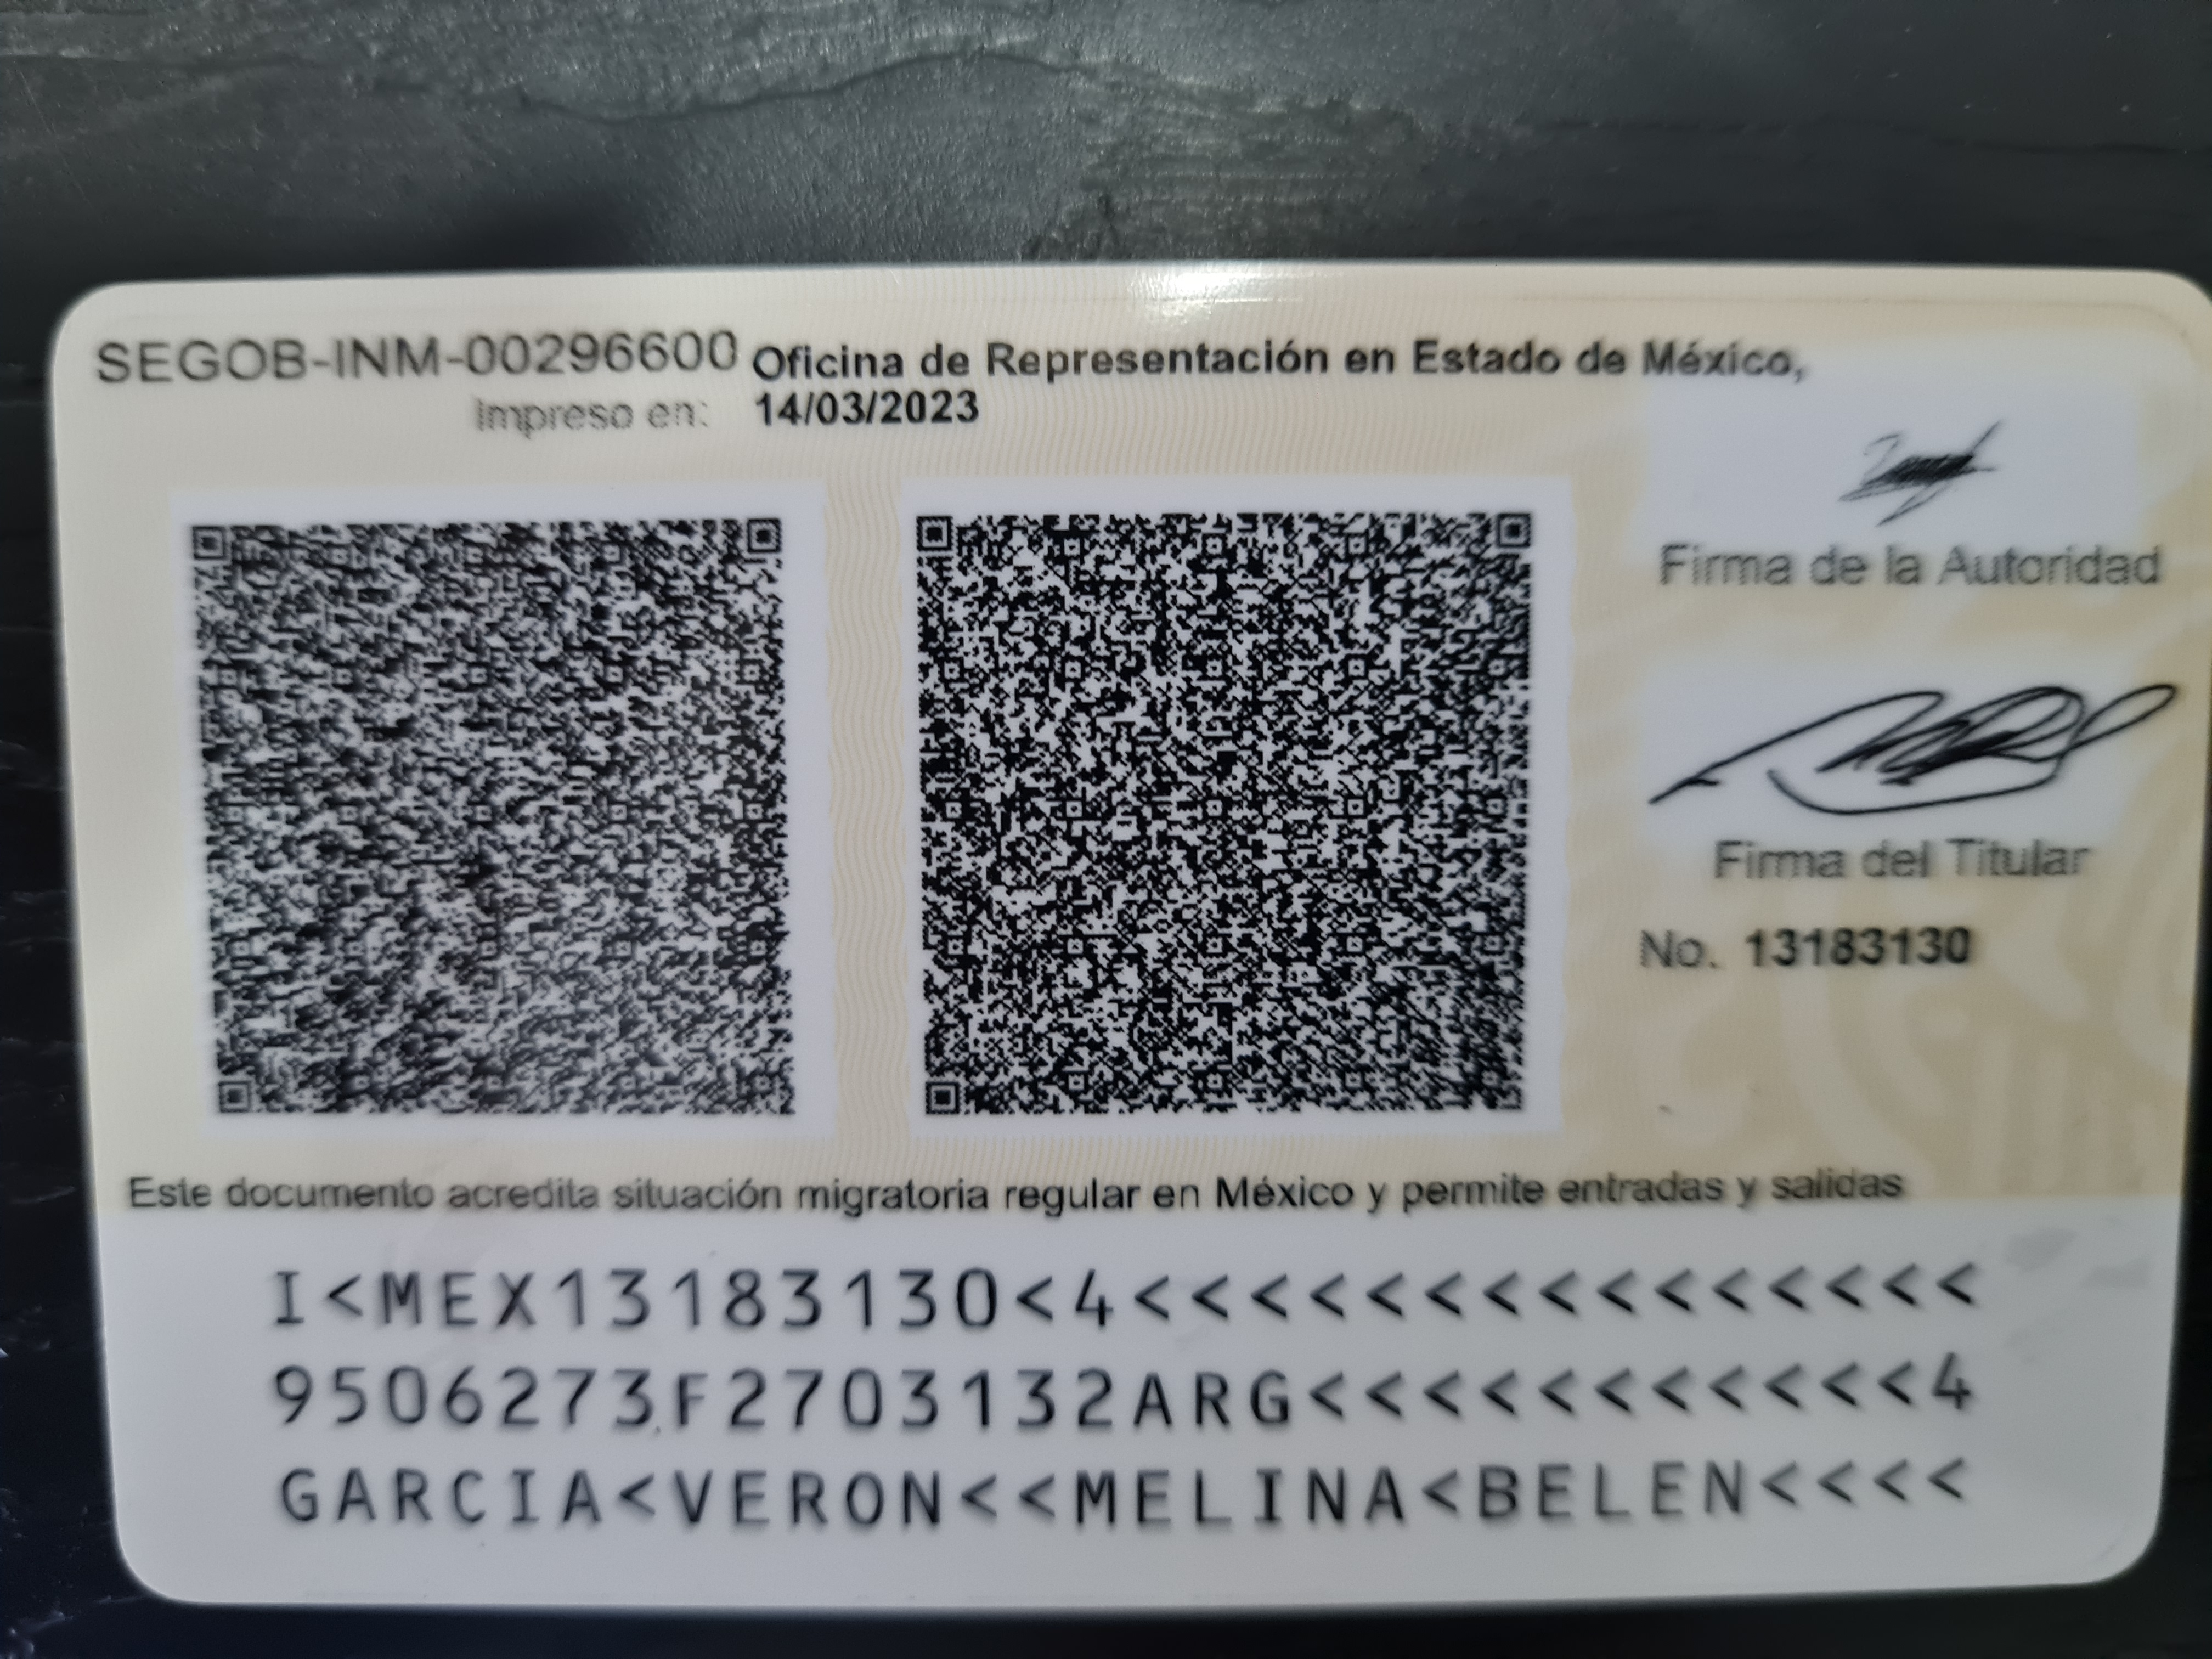 SEGOB-INM-00296600 Oficina de Representación en Estado de México,
Impreso en: 14/03/2023
Firma de la Autoridad
Firma del Titular
No. 13183130
Este documento acredita situación migratoria regular en México y permite entradas y salidas
I<MEX13183130<4<<<<<<<<<<<<<<<
9506273F2703132ARG<<<<<<<<<<<4
GARCIA<VERON<<MELINA<BELEN<<<<